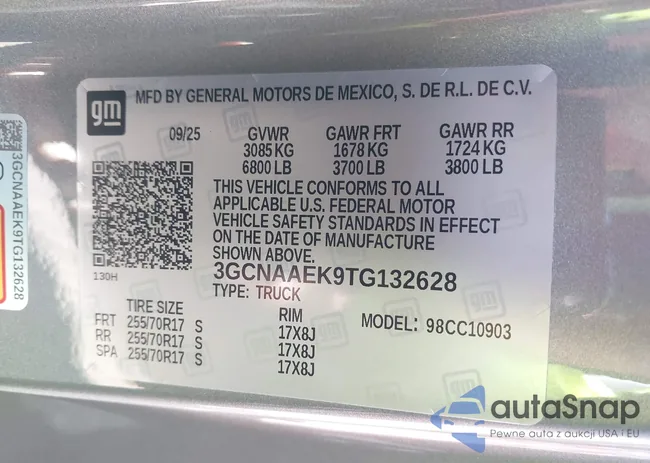 gm
MFD BY GENERAL MOTORS DE MEXICO, S. DE R.L. DE C.V.
09/25 GVWR GAWR FRT GAWR RR
3085 KG 1678 KG 1724 KG
6800 LB 3700 LB 3800 LB
THIS VEHICLE CONFORMS TO ALL
APPLICABLE U.S. FEDERAL MOTOR
VEHICLE SAFETY STANDARDS IN EFFECT
ON THE DATE OF MANUFACTURE
SHOWN ABOVE.
130H
3GCNAAEK9TG132628
TYPE: TRUCK
TIRE SIZE RIM
FRT 255/70R17 S 17X8J
RR 255/70R17 S 17X8J
SPA 255/70R17 S 17X8J
MODEL: 98CC10903
3GCNAAEK9TG132628
autaSnap
Pewne auta z aukcji USA i EU